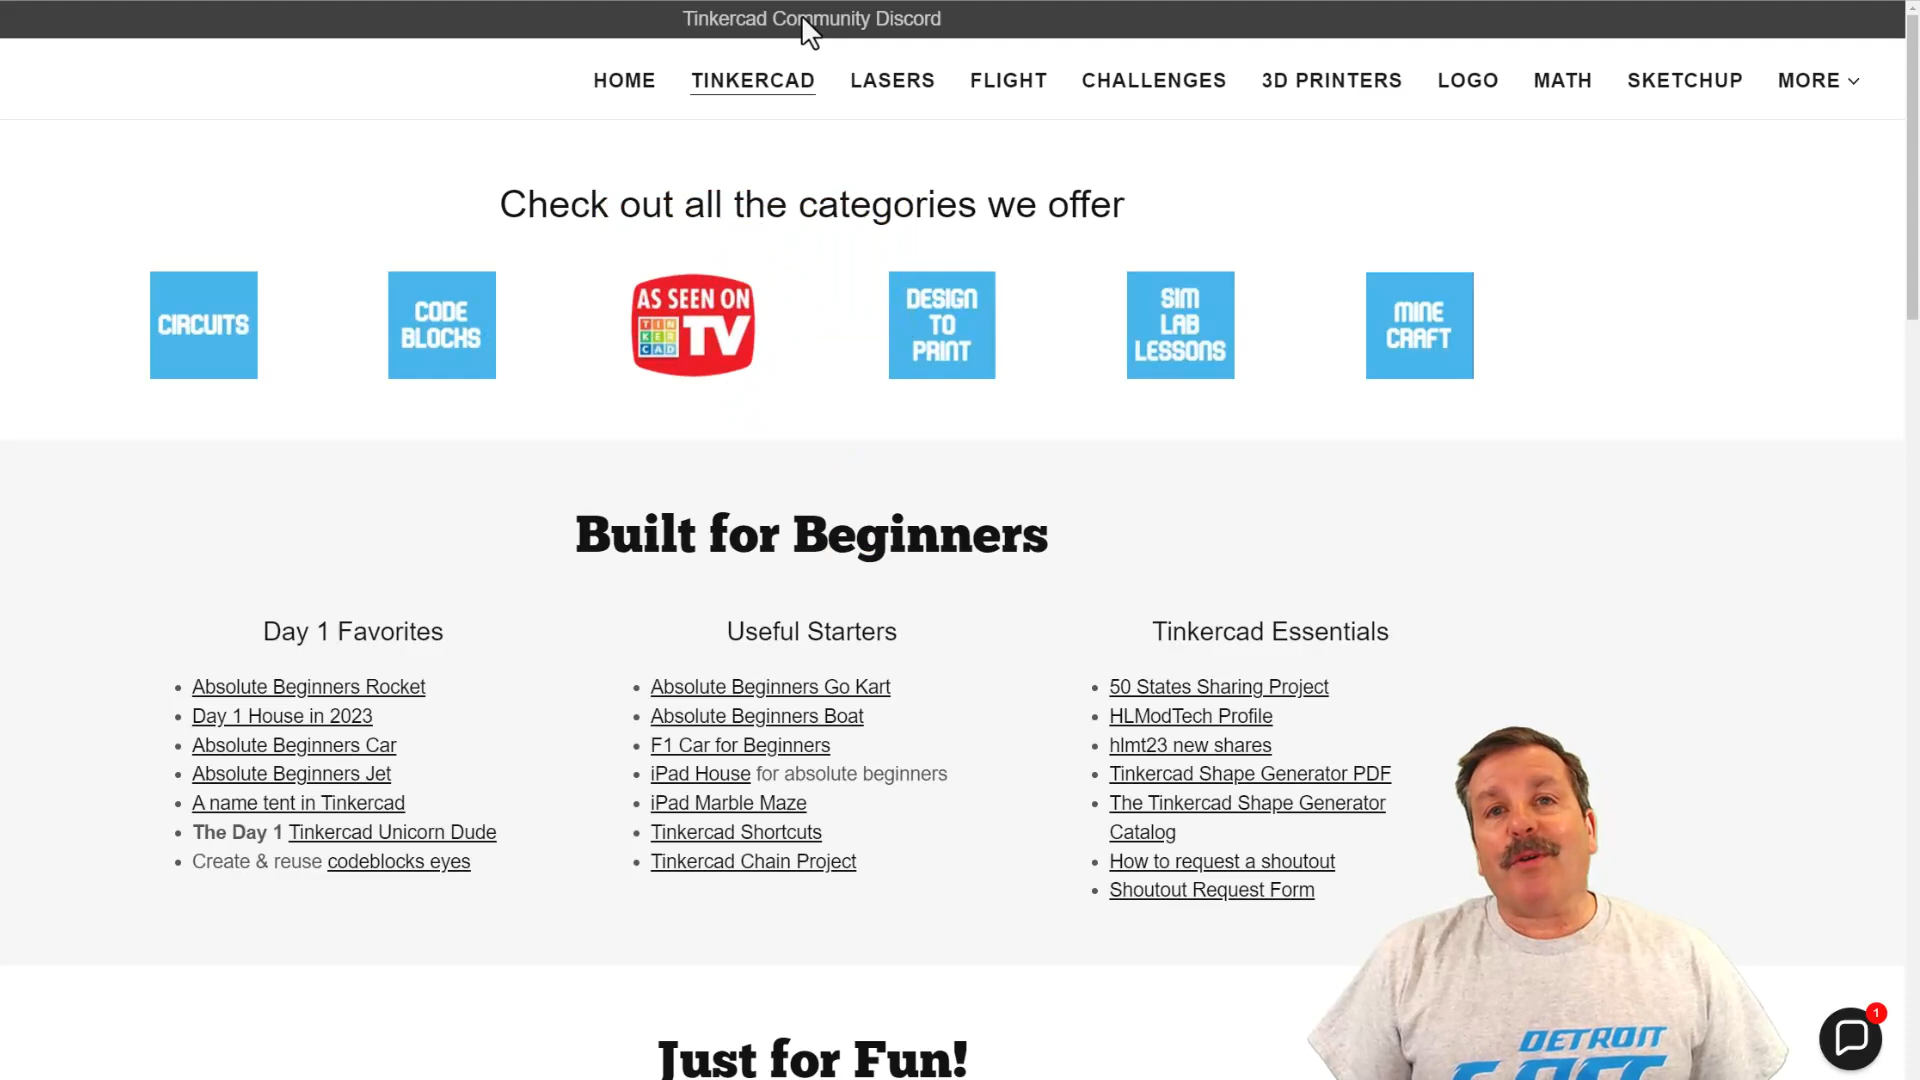 Tinkercad Community Discord
HOME TINKERCAD LASERS FLIGHT CHALLENGES 3D PRINTERS LOGO MATH SKETCHUP MORE
Check out all the categories we offer
CIRCUITS
CODE
BLOCKS
AS SEEN ON
TIN
KER
CAD
TV
DESIGN
TO
PRINT
SIM
LAB
LESSONS
MINE
CRAFT
Built for Beginners
Day 1 Favorites
Absolute Beginners Rocket
Day 1 House in 2023
Absolute Beginners Car
Absolute Beginners Jet
A name tent in Tinkercad
The Day 1 Tinkercad Unicorn Dude
Create & reuse codeblocks eyes
Useful Starters
Absolute Beginners Go Kart
Absolute Beginners Boat
F1 Car for Beginners
iPad House for absolute beginners
iPad Marble Maze
Tinkercad Shortcuts
Tinkercad Chain Project
Tinkercad Essentials
50 States Sharing Project
HLModTech Profile
hlmt23 new shares
Tinkercad Shape Generator PDF
The Tinkercad Shape Generator
Catalog
How to request a shoutout
Shoutout Request Form
Just for Fun!
DETROIT
1